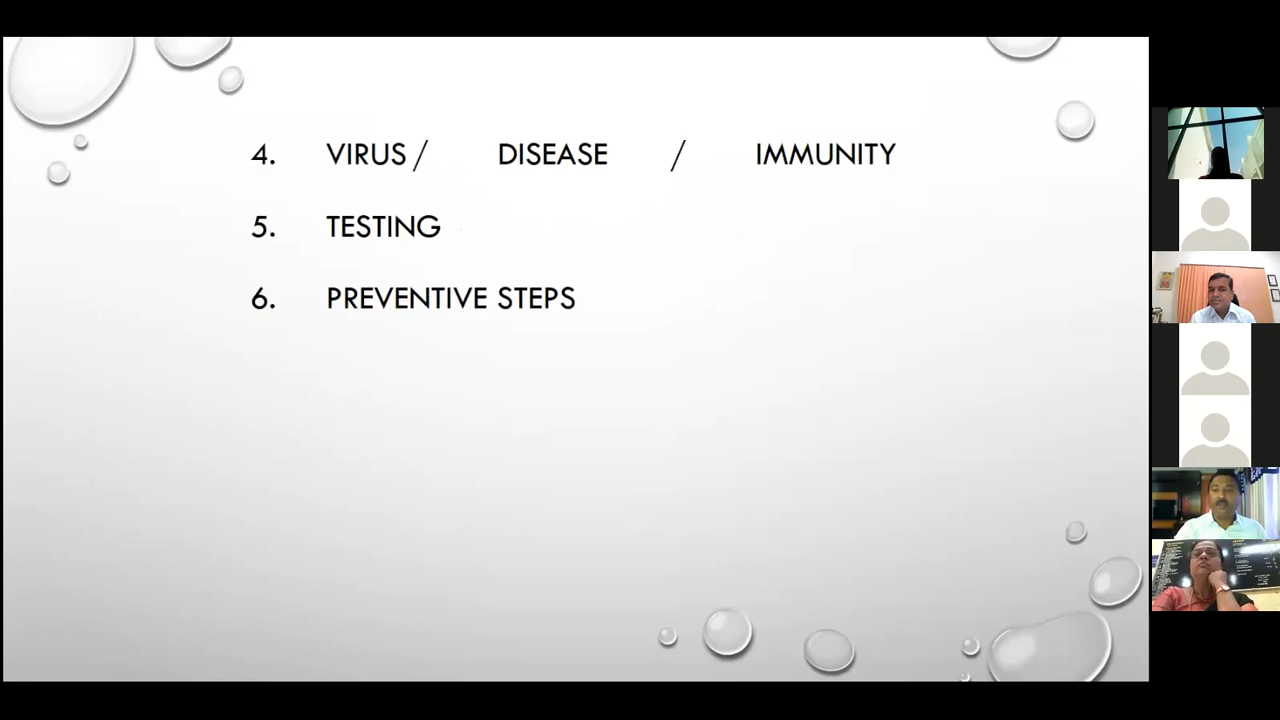 4. VIRUS / DISEASE / IMMUNITY
5. TESTING
6. PREVENTIVE STEPS